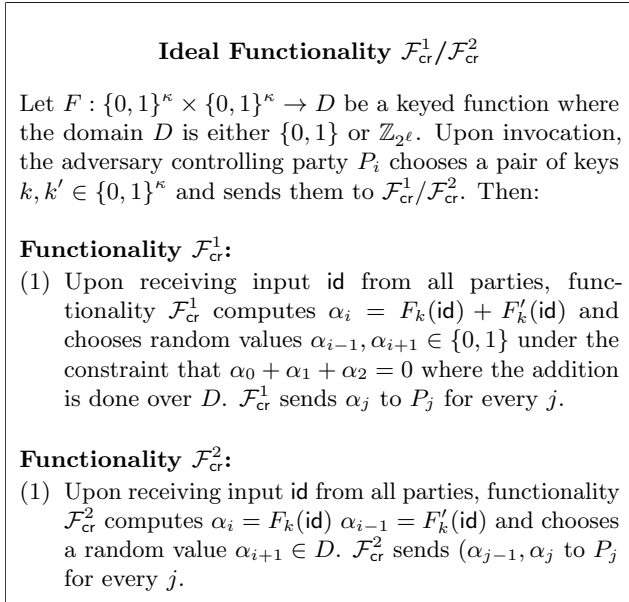 Ideal Functionality $\mathcal{F}^1_{\mathsf{cr}}/\mathcal{F}^2_{\mathsf{cr}}$
Let $F : \{0, 1\}^\kappa \times \{0, 1\}^\kappa \to D$ be a keyed function where
the domain $D$ is either $\{0, 1\}$ or $\mathbb{Z}_{2^\ell}$. Upon invocation,
the adversary controlling party $P_i$ chooses a pair of keys
$k, k' \in \{0, 1\}^\kappa$ and sends them to $\mathcal{F}^1_{\mathsf{cr}}/\mathcal{F}^2_{\mathsf{cr}}$. Then:
Functionality $\mathcal{F}^1_{\mathsf{cr}}$:
(1) Upon receiving input id from all parties, func-
tionality $\mathcal{F}^1_{\mathsf{cr}}$ computes $\alpha_i = F_k(\mathsf{id}) + F'_k(\mathsf{id})$ and
chooses random values $\alpha_{i-1}, \alpha_{i+1} \in \{0, 1\}$ under the
constraint that $\alpha_0 + \alpha_1 + \alpha_2 = 0$ where the addition
is done over $D$. $\mathcal{F}^1_{\mathsf{cr}}$ sends $\alpha_j$ to $P_j$ for every $j$.
Functionality $\mathcal{F}^2_{\mathsf{cr}}$:
(1) Upon receiving input id from all parties, functionality
$\mathcal{F}^2_{\mathsf{cr}}$ computes $\alpha_i = F_k(\mathsf{id})$ $\alpha_{i-1} = F'_k(\mathsf{id})$ and chooses
a random value $\alpha_{i+1} \in D$. $\mathcal{F}^2_{\mathsf{cr}}$ sends $(\alpha_{j-1}, \alpha_j$ to $P_j$
for every $j$.